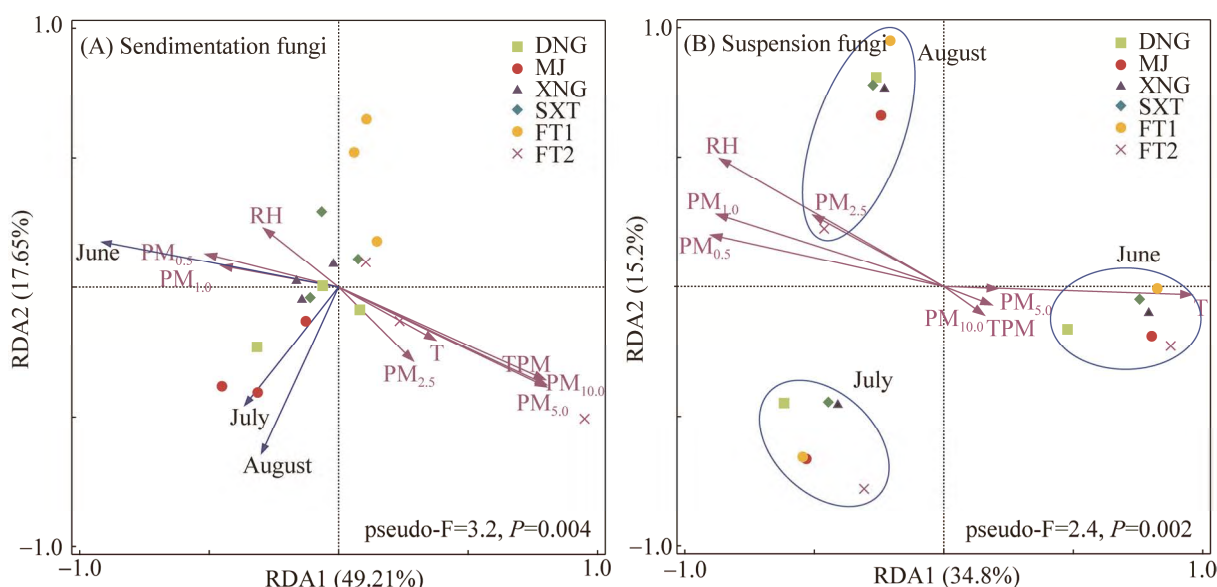 1.0
(A) Sendimentation fungi
DNG
MJ
XNG
SXT
FT1
FT2
RH
June
PM0.5
PM1.0
T
PM2.5
TPM
PM10.0
PM5.0
July
August
pseudo-F=3.2, P=0.004
RDA2 (17.65%)
−1.0
−1.0
RDA1 (49.21%)
1.0
1.0
(B) Suspension fungi
August
DNG
MJ
XNG
SXT
FT1
FT2
RH
PM1.0
PM2.5
PM0.5
June
PM5.0
T
PM10.0
TPM
July
pseudo-F=2.4, P=0.002
RDA2 (15.2%)
−1.0
−1.0
RDA1 (34.8%)
1.0